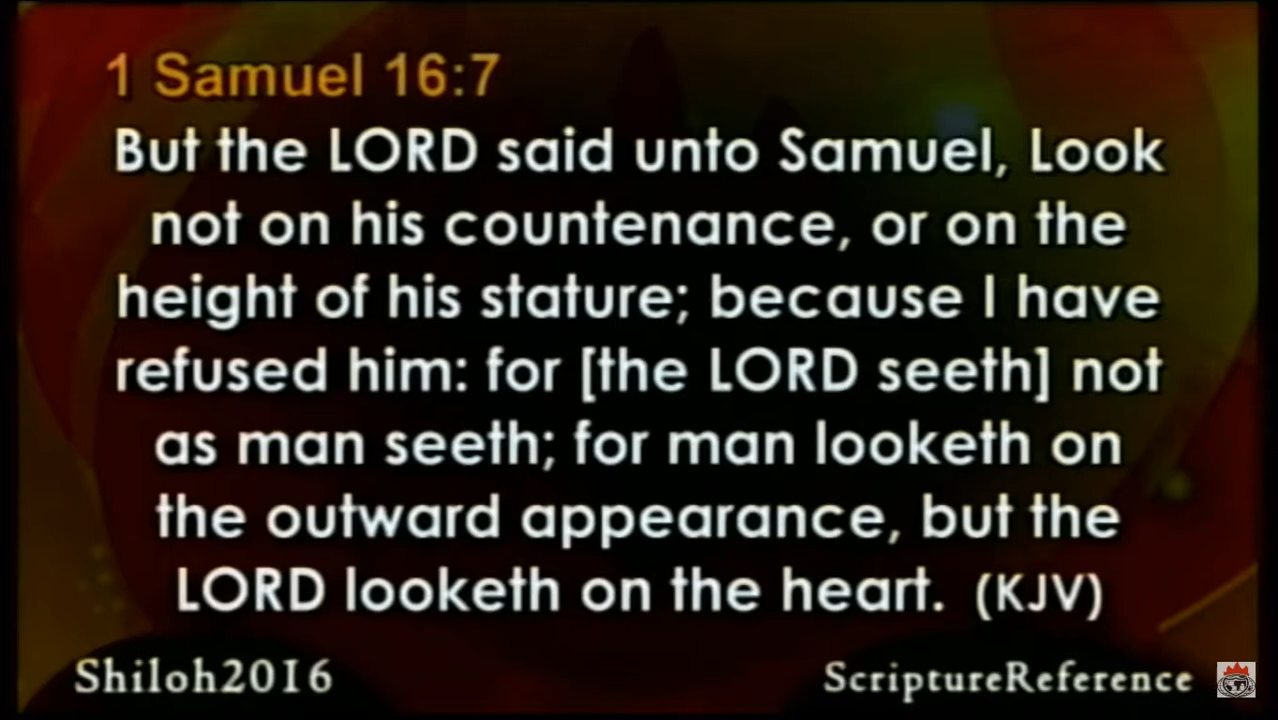 1 Samuel 16:7
But the LORD said unto Samuel, Look
not on his countenance, or on the
height of his stature; because I have
refused him: for [the LORD seeth] not
as man seeth; for man looketh on
the outward appearance, but the
LORD looketh on the heart. (KJV)
Shiloh2016
ScriptureReference